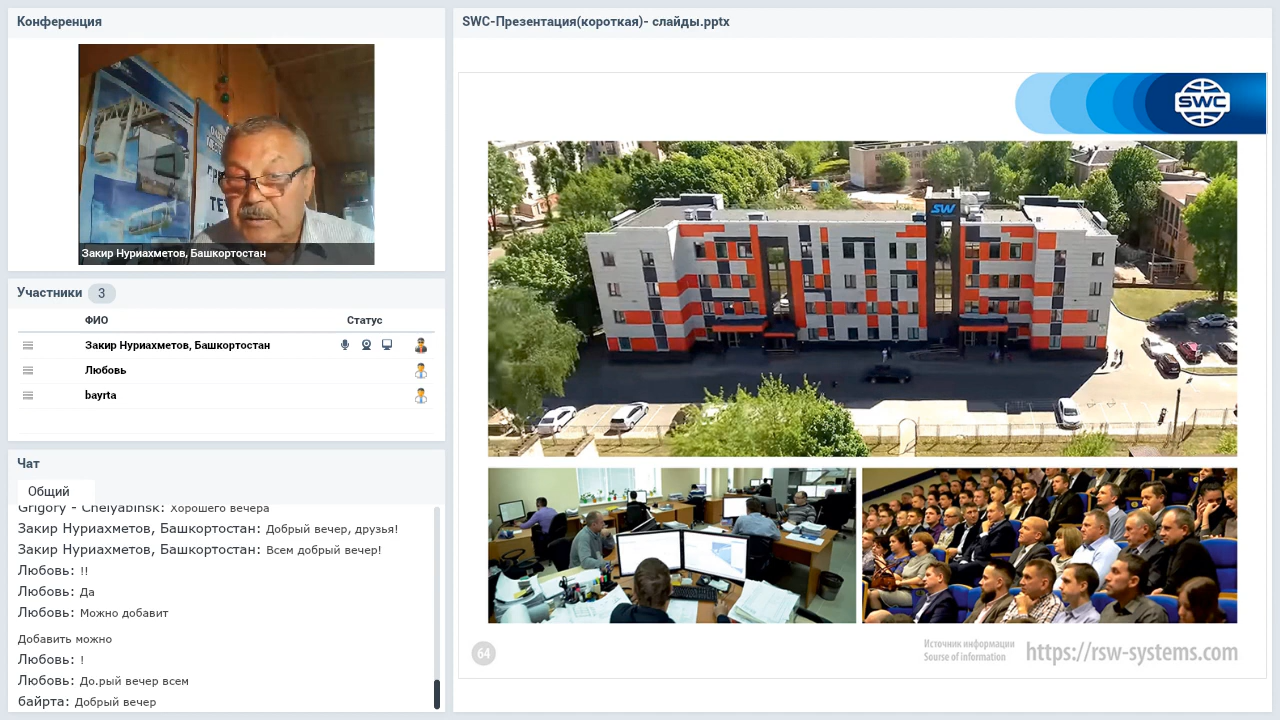 Конференция
Закир Нуриахметов, Башкортостан
Участники 3
ФИО Статус
Закир Нуриахметов, Башкортостан
Любовь
bayrta
Чат
Общий
Grigory - Chelyabinsk: Хорошего вечера
Закир Нуриахметов, Башкортостан: Добрый вечер, друзья!
Закир Нуриахметов, Башкортостан: Всем добрый вечер!
Любовь: !!
Любовь: Да
Любовь: Можно добавит
Добавить можно
Любовь: !
Любовь: До.рый вечер всем
байрта: Добрый вечер
SWC-Презентация(короткая)- слайды.pptx
SWC
SW
64
Источник информации
Sourse of information
https://rsw-systems.com